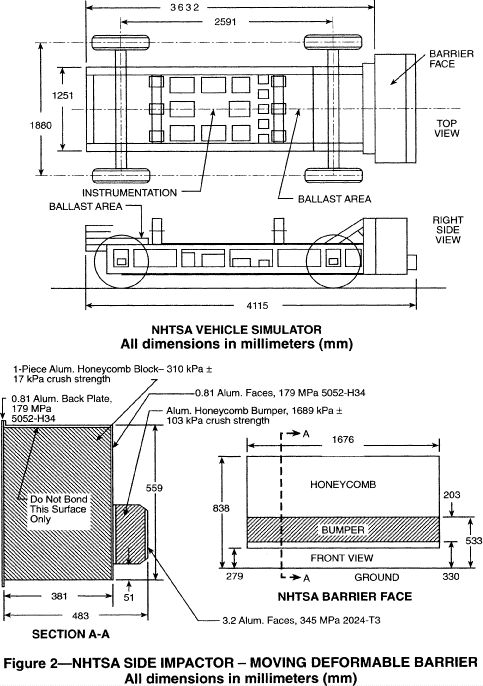 3632
2591
BARRIER
FACE
1251
1880
TOP
VIEW
INSTRUMENTATION
BALLAST AREA
BALLAST AREA
RIGHT
SIDE
VIEW
4115
NHTSA VEHICLE SIMULATOR
All dimensions in millimeters (mm)
1-Piece Alum. Honeycomb Block– 310 kPa ±
17 kPa crush strength
0.81 Alum. Back Plate,
179 MPa
5052-H34
0.81 Alum. Faces, 179 MPa 5052-H34
Alum. Honeycomb Bumper, 1689 kPa ±
103 kPa crush strength
Do Not Bond
This Surface
Only
559
381
51
483
SECTION A-A
3.2 Alum. Faces, 345 MPa 2024-T3
A
1676
HONEYCOMB
838
203
BUMPER
533
FRONT VIEW
279
A
GROUND
330
NHTSA BARRIER FACE
Figure 2—NHTSA SIDE IMPACTOR – MOVING DEFORMABLE BARRIER
All dimensions in millimeters (mm)